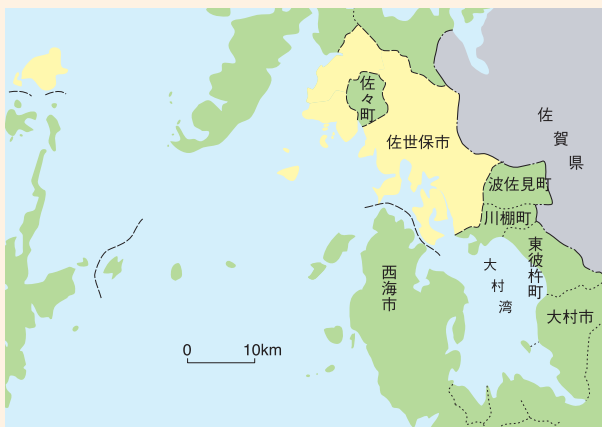 佐々町
佐世保市
佐賀県
波佐見町
川棚町
東彼杵町
大村湾
西海市
大村市
0 10km